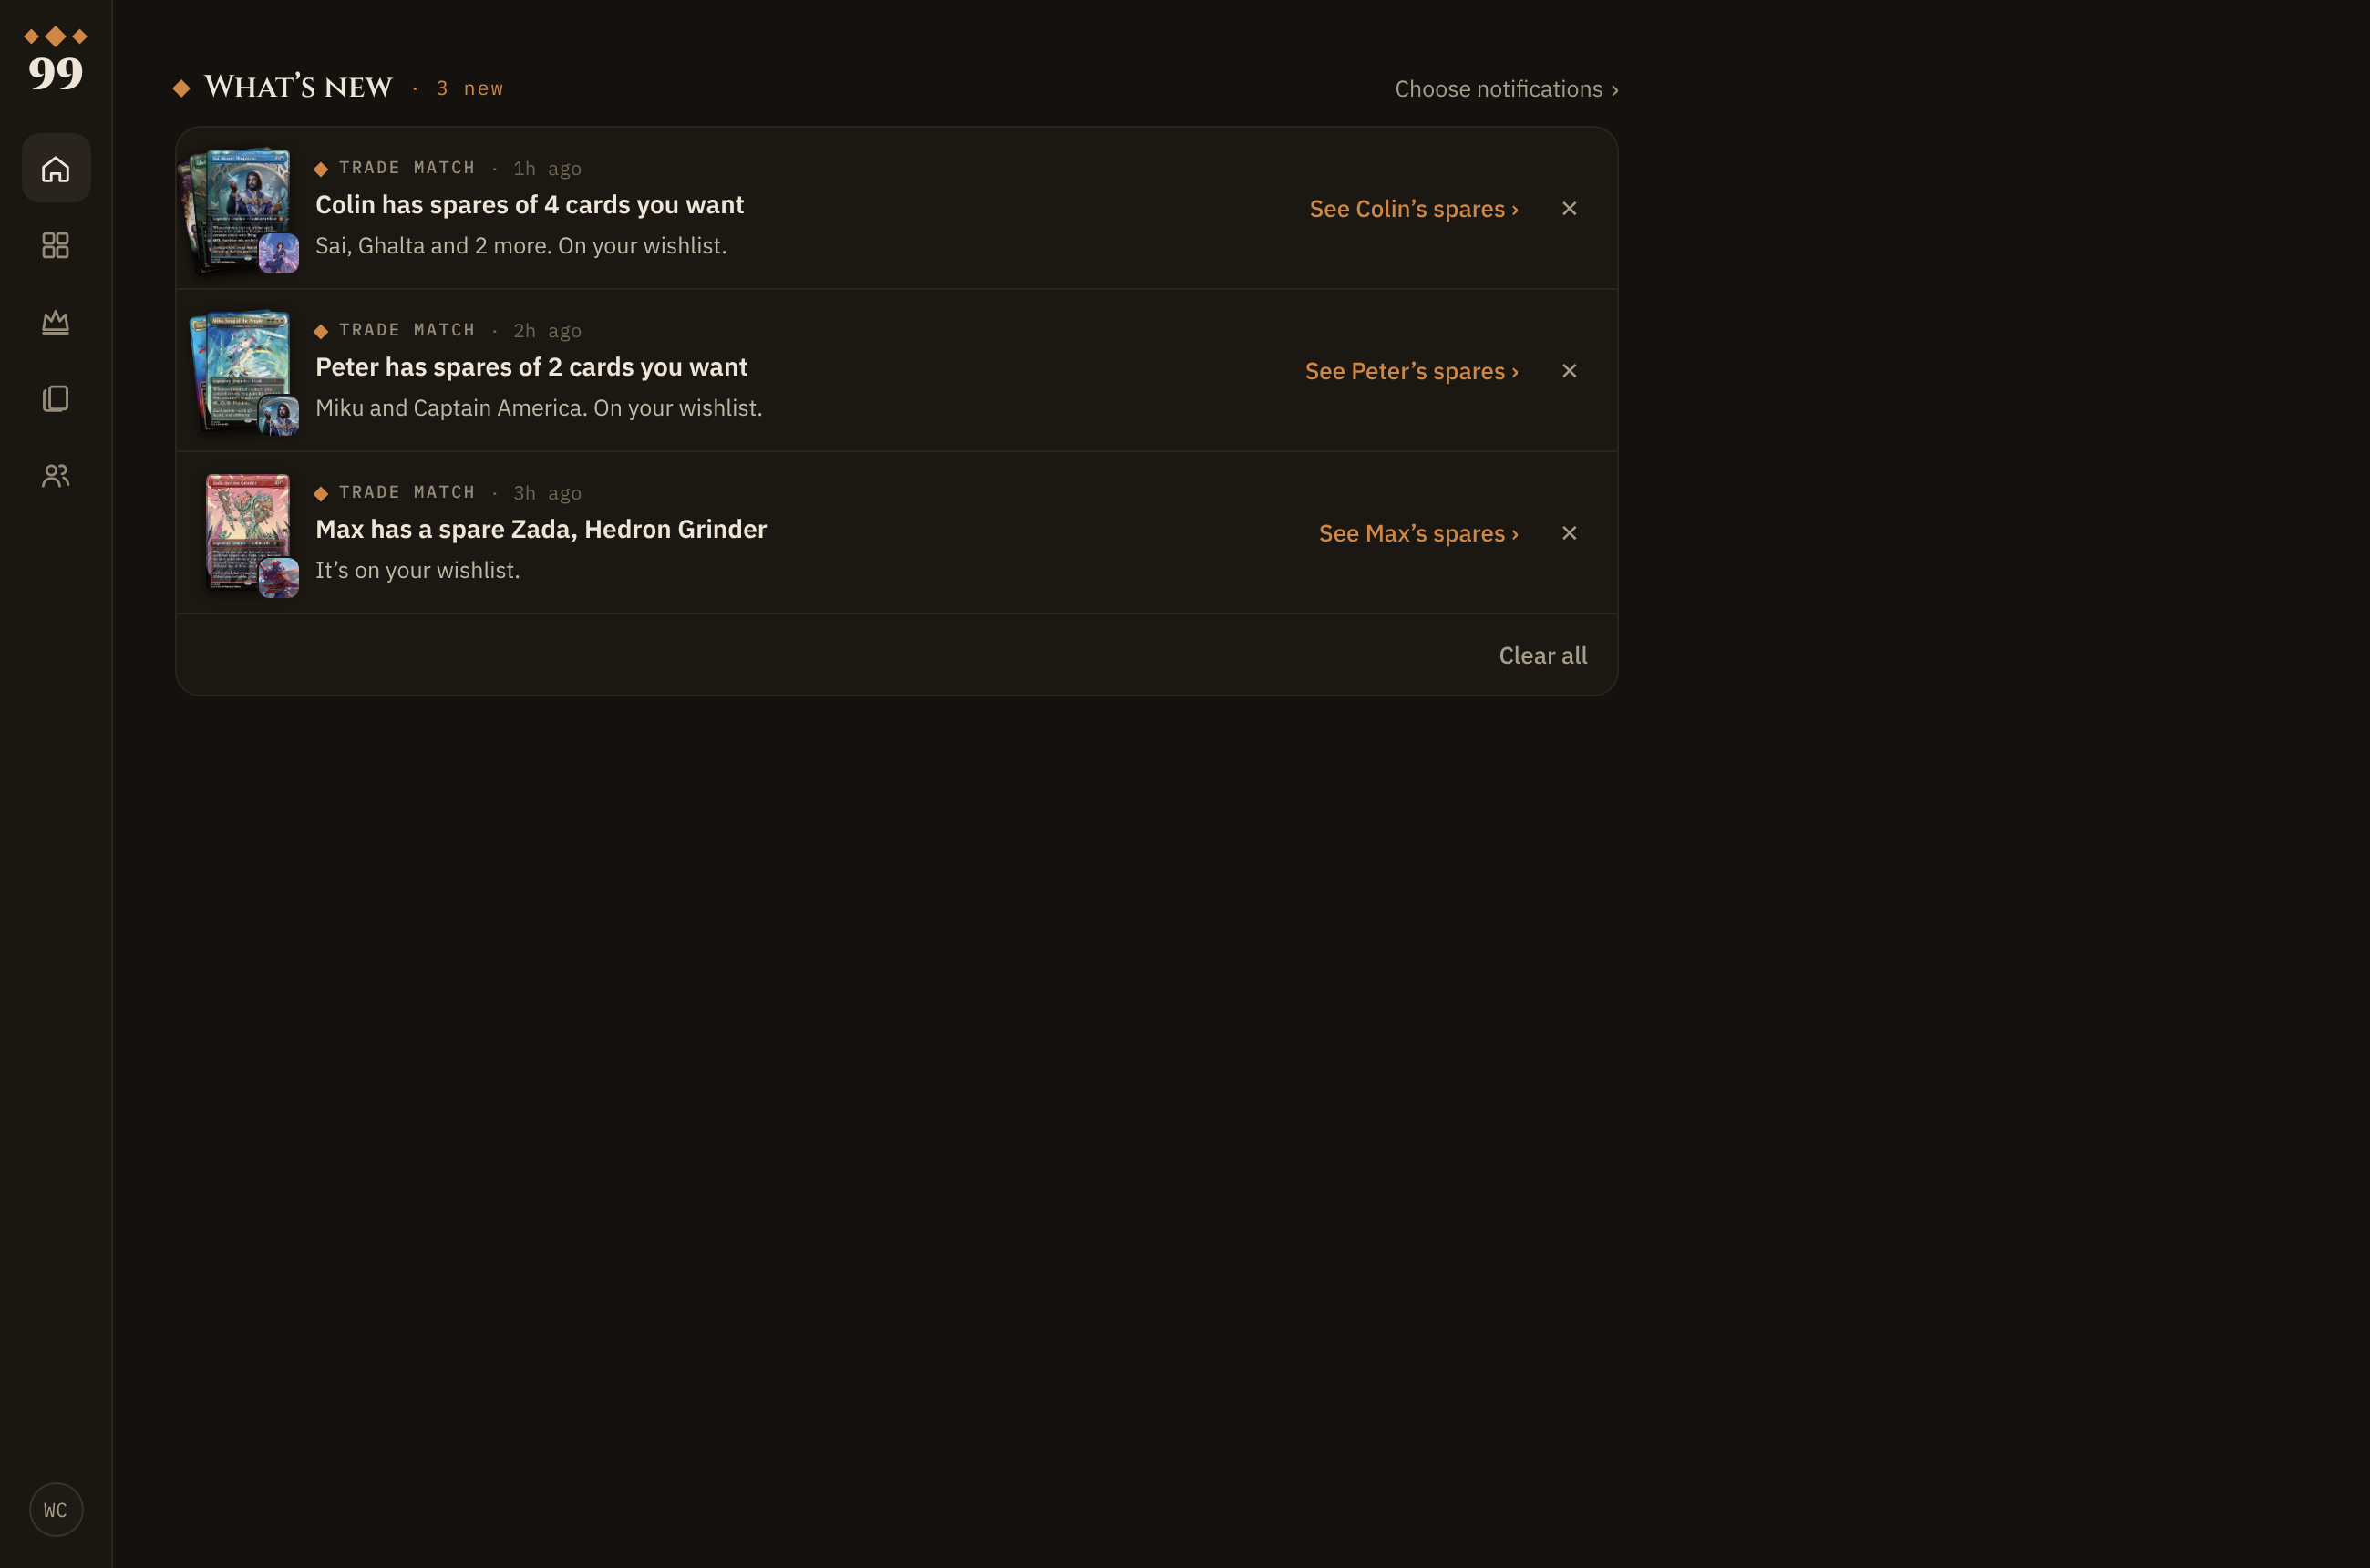 99
What's new · 3 new
Choose notifications ›
TRADE MATCH · 1h ago
Colin has spares of 4 cards you want
Sai, Ghalta and 2 more. On your wishlist.
See Colin's spares ›
TRADE MATCH · 2h ago
Peter has spares of 2 cards you want
Miku and Captain America. On your wishlist.
See Peter's spares ›
TRADE MATCH · 3h ago
Max has a spare Zada, Hedron Grinder
It's on your wishlist.
See Max's spares ›
Clear all
WC